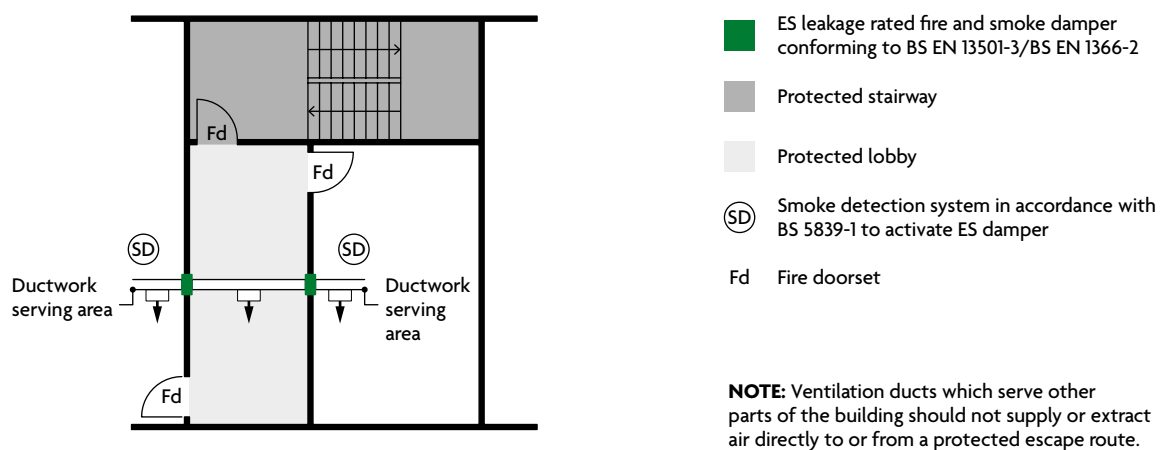 Fd
Fd
SD
SD
Ductwork
serving area
Ductwork
serving
area
Fd
ES leakage rated fire and smoke damper
conforming to BS EN 13501-3/BS EN 1366-2
Protected stairway
Protected lobby
SD
Smoke detection system in accordance with
BS 5839-1 to activate ES damper
Fd
Fire doorset
NOTE: Ventilation ducts which serve other
parts of the building should not supply or extract
air directly to or from a protected escape route.